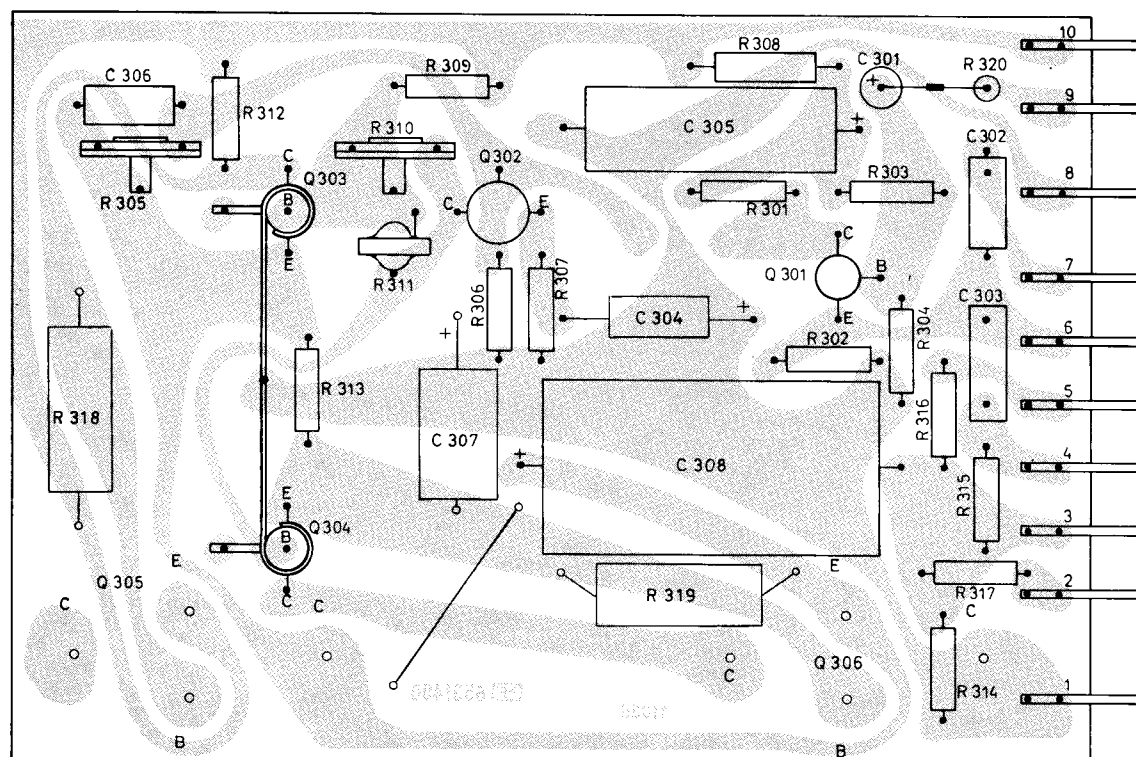 R 308
C 301
R 320
10
C 306
R 309
R 312
+
9
R 310
C 305
+
Q 302
C 302
C
Q 303
R 303
8
R 305
B
C
E
R 301
C
E
R 311
Q 301
B
7
R 306
R 307
C 303
E
C 304
+
R 304
+
R 302
6
R 313
R 318
R 316
5
C 307
+
C 308
4
R 315
E
Q 304
3
B
E
E
Q 305
C
C
C
R 319
R 317
2
C
Q 306
C
R 314
1
B
B